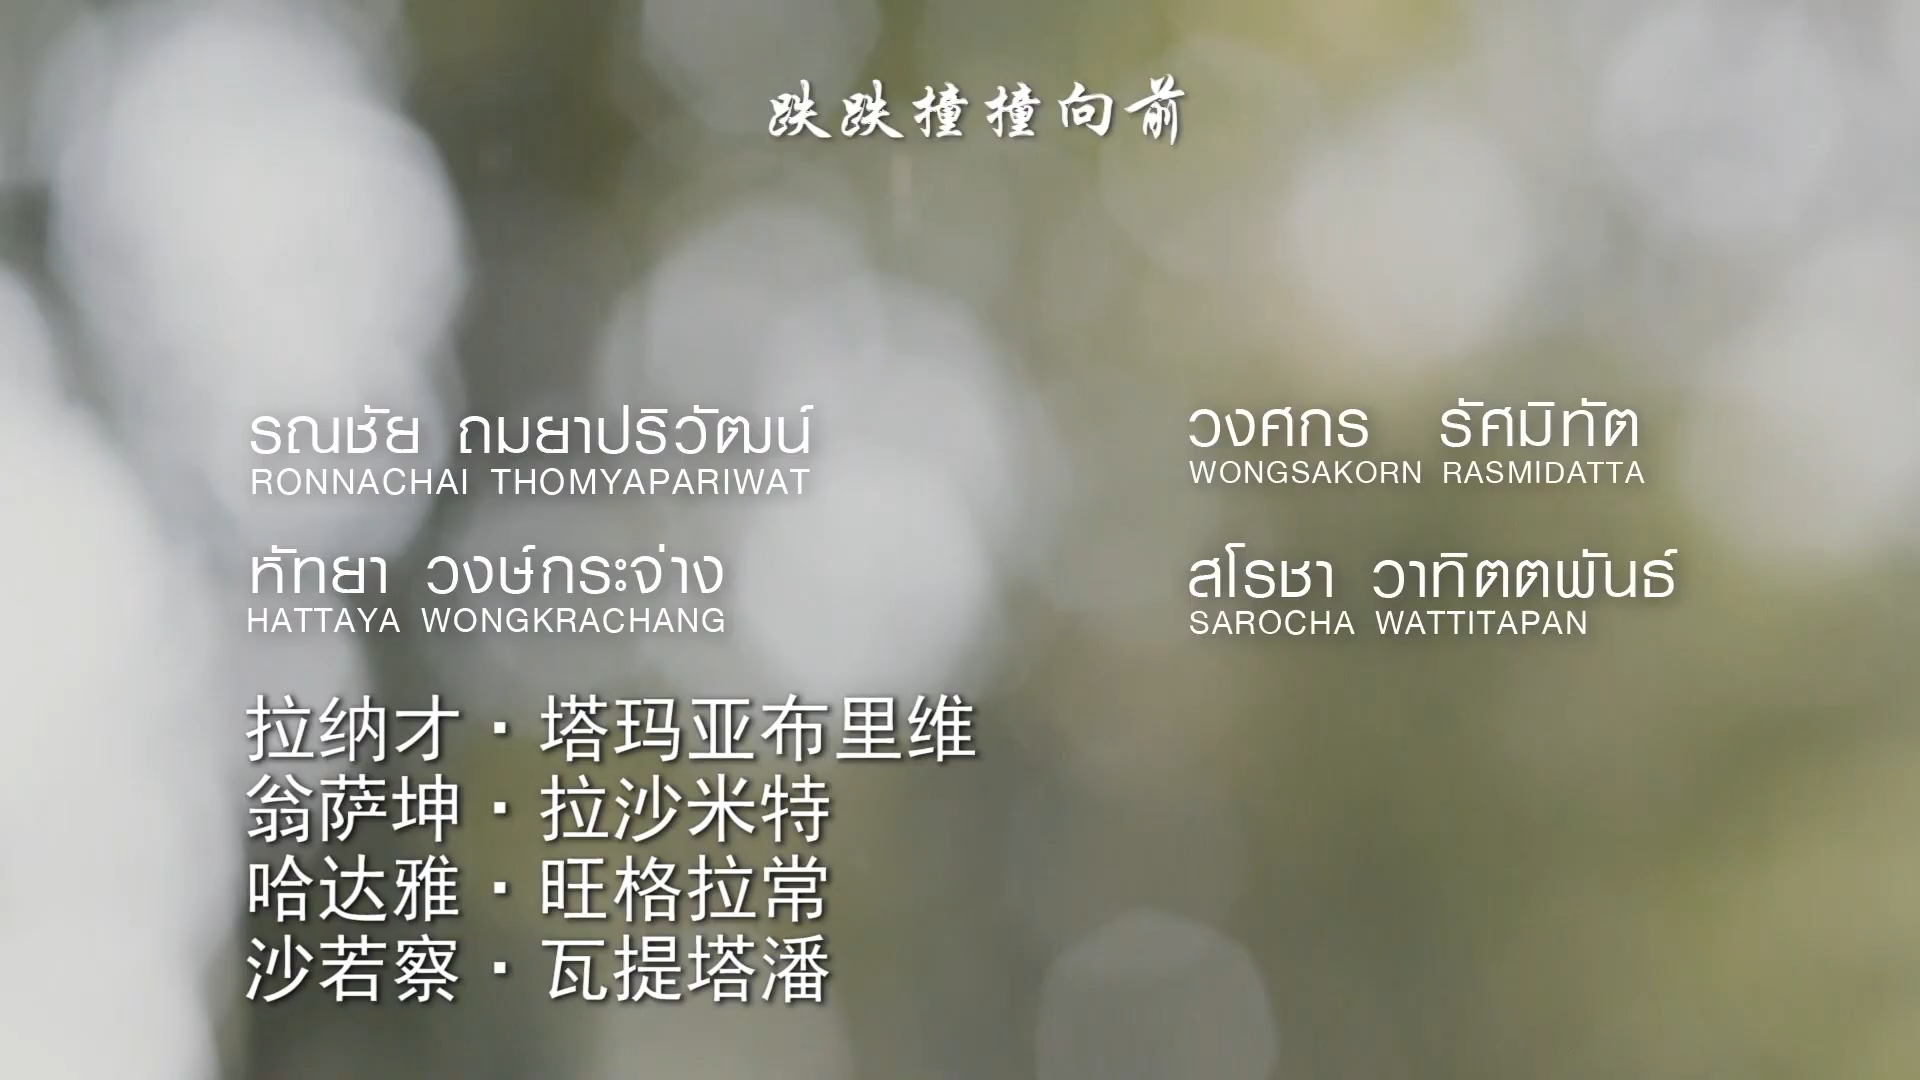 跌跌撞撞向前
รณชัย ถมยาปริวัฒน์
RONNACHAI THOMYAPARIWAT
วงศกร รัศมิทัต
WONGSAKORN RASMIDATTA
หัทยา วงษ์กระจ่าง
HATTAYA WONGKRACHANG
สโรชา วาทิตตพันธ์
SAROCHA WATTITAPAN
拉纳才·塔玛亚布里维
翁萨坤·拉沙米特
哈达雅·旺格拉常
沙若察·瓦提塔潘